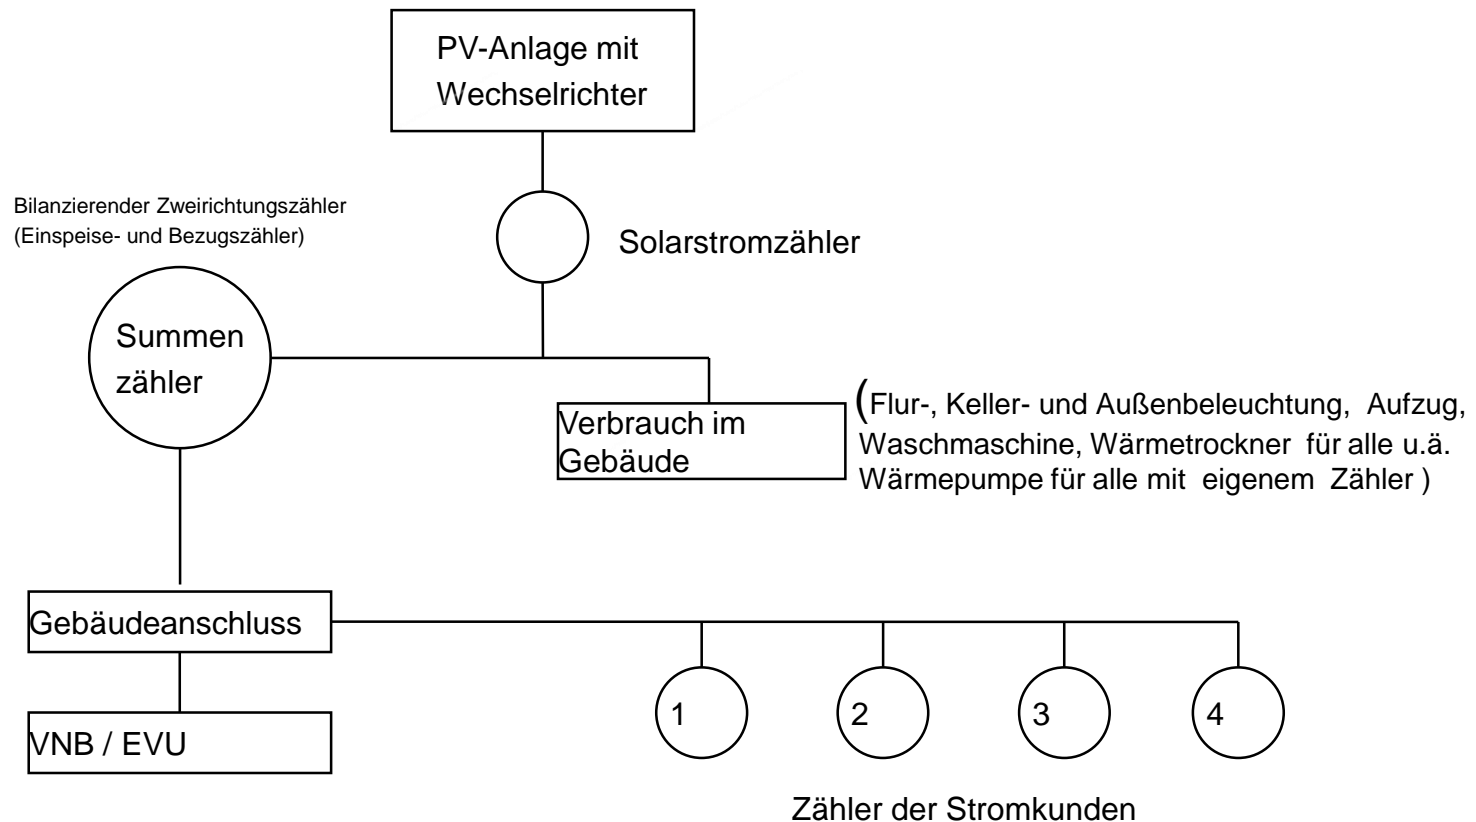 PV-Anlage mit
Wechselrichter
Bilanzierender Zweirichtungszähler
(Einspeise- und Bezugszähler)
Solarstromzähler
Summen
zähler
Verbrauch im
Gebäude
(Flur-, Keller- und Außenbeleuchtung, Aufzug,
Waschmaschine, Wärmetrockner für alle u.ä.
Wärmepumpe für alle mit eigenem Zähler )
Gebäudeanschluss
VNB / EVU
1
2
3
4
Zähler der Stromkunden